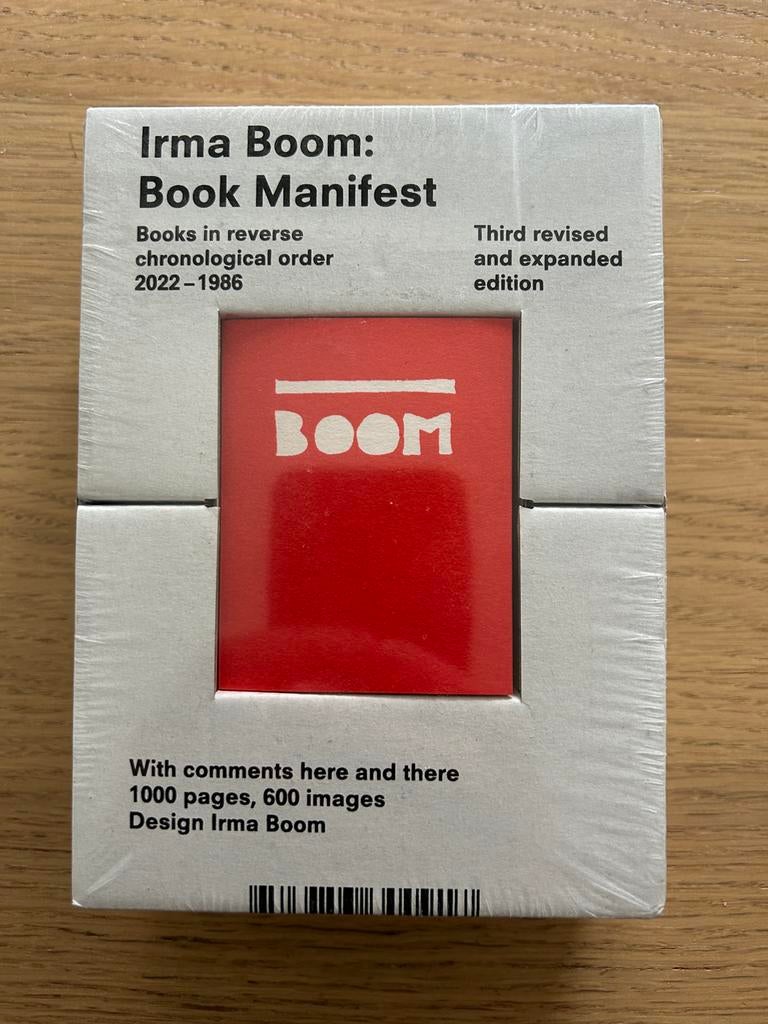 Irma Boom:
Book Manifest
Books in reverse
chronological order
2022–1986
Third revised
and expanded
edition
BOOM
With comments here and there
1000 pages, 600 images
Design Irma Boom